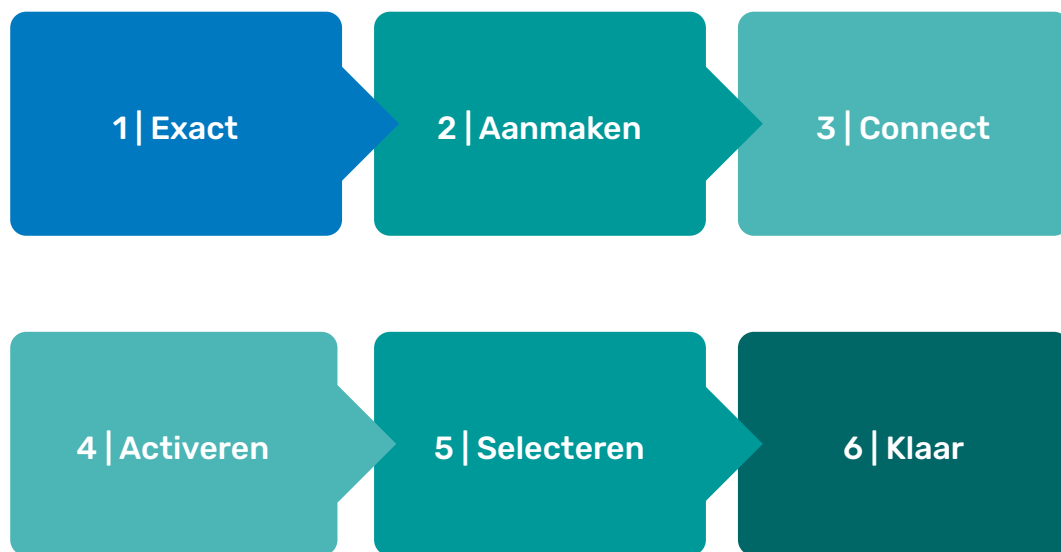 1 | Exact
2 | Aanmaken
3 | Connect
4 | Activeren
5 | Selecteren
6 | Klaar